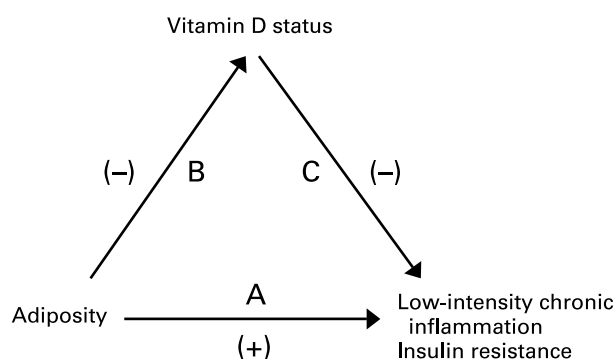 Vitamin D status
(–)
B
C
(–)
A
Adiposity
(+)
Low-intensity chronic
inflammation
Insulin resistance